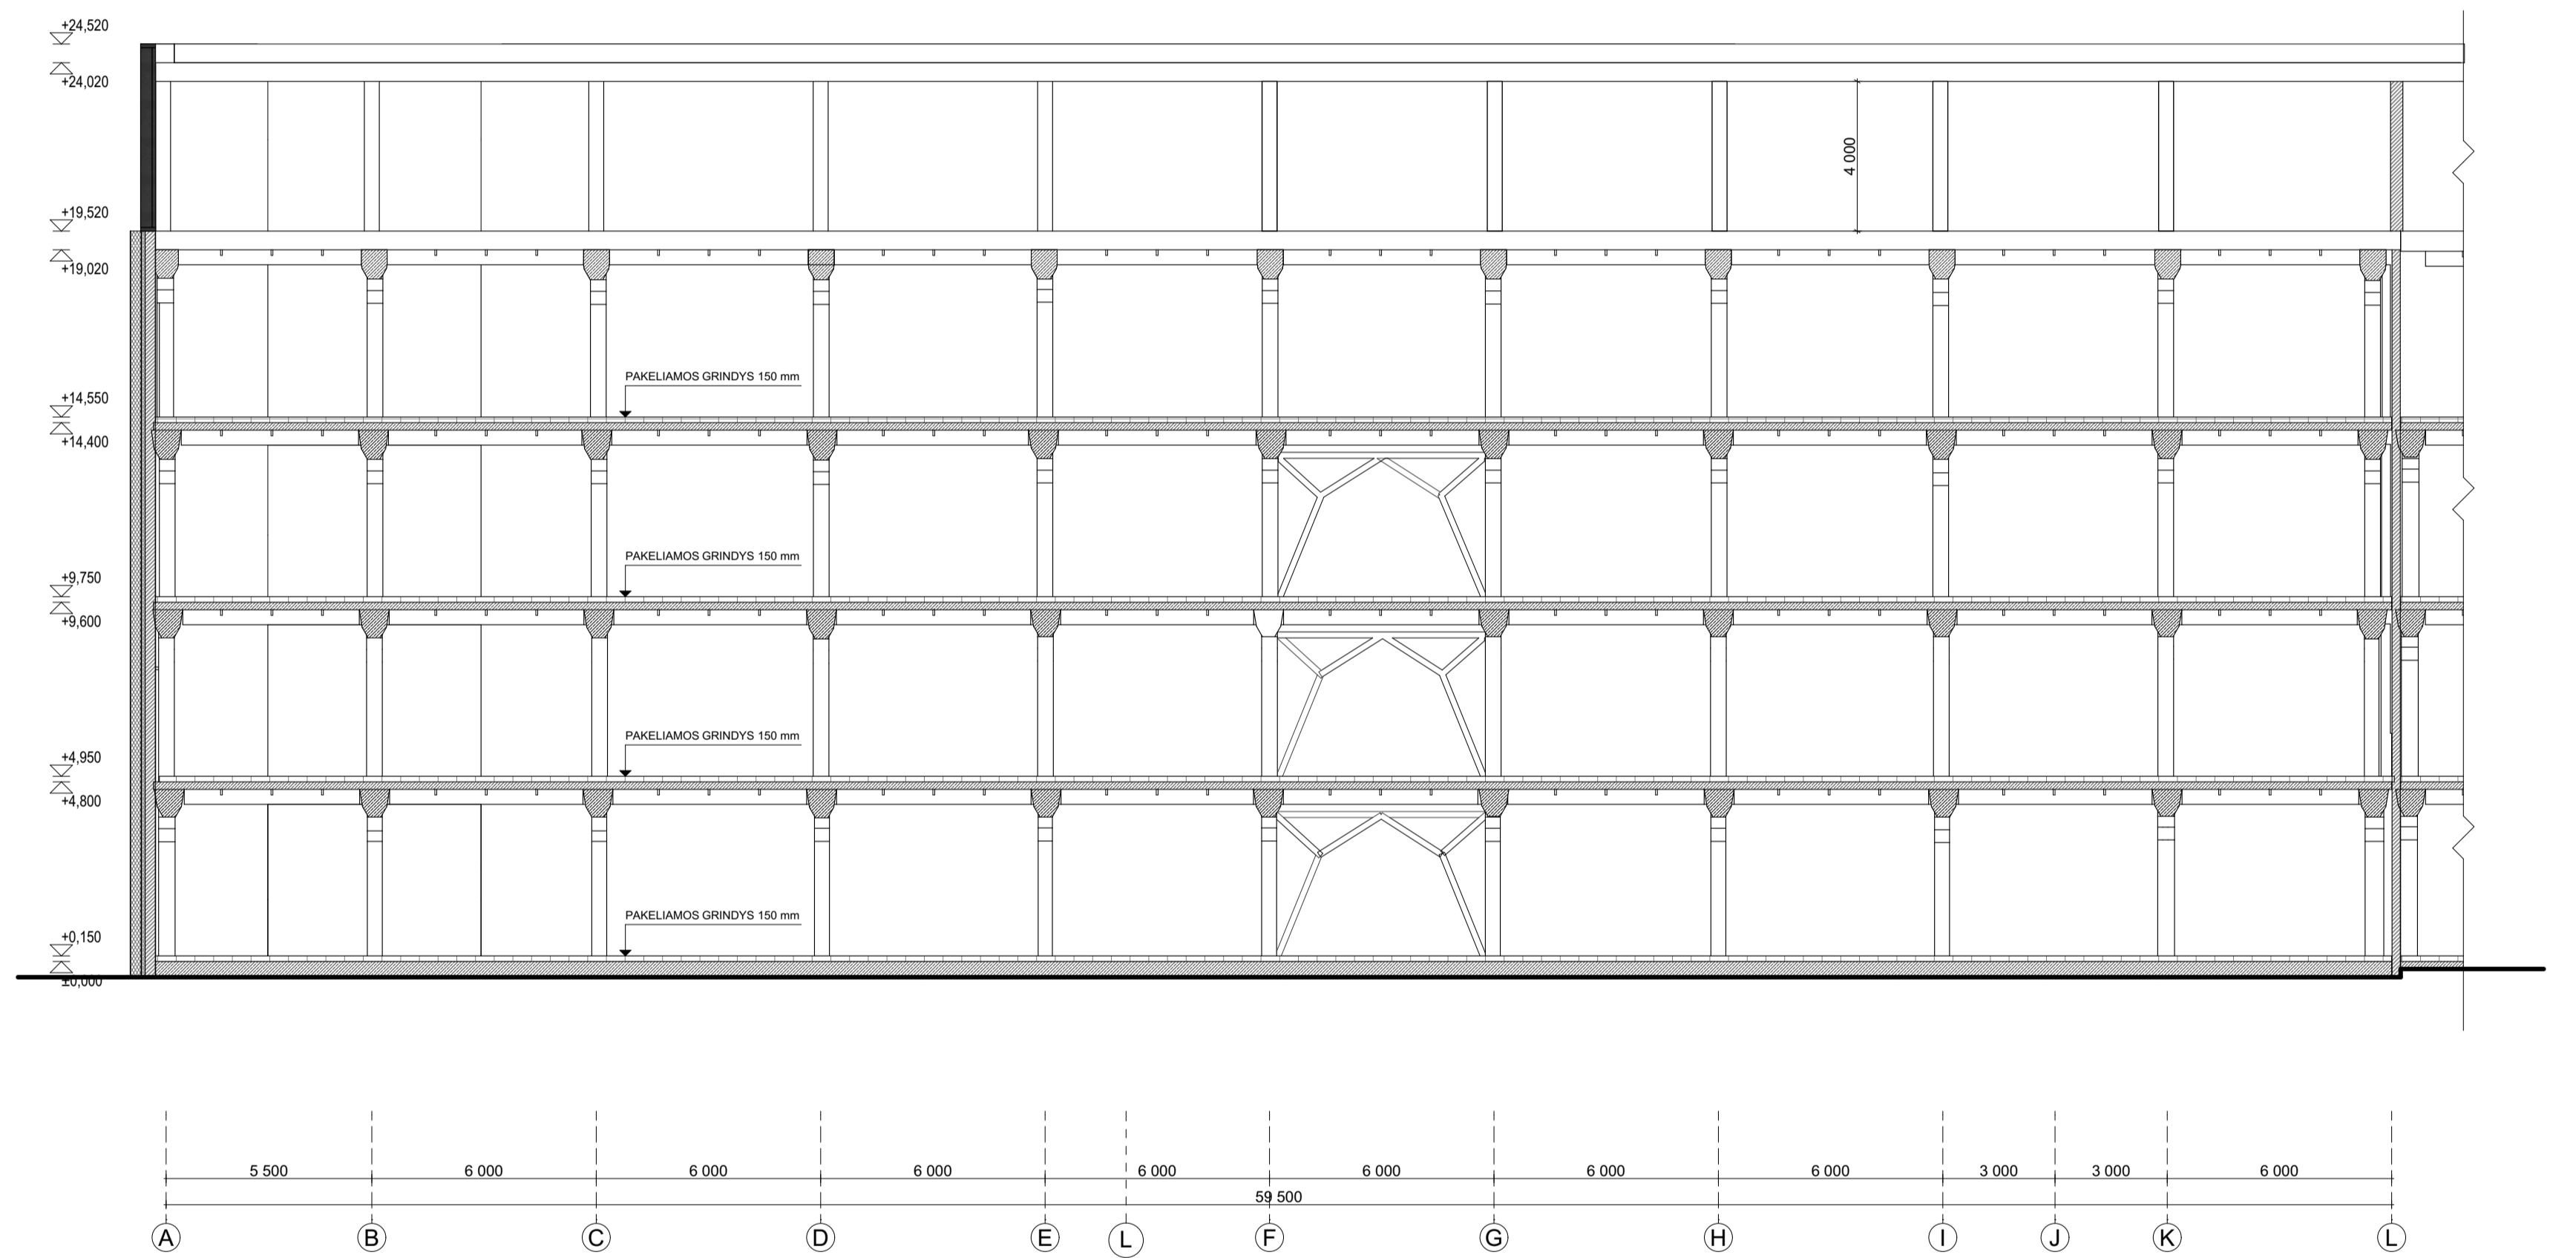 +24,520
+24,020
4 000
+19,520
+19,020
PAKELIAMOS GRINDYS 150 mm
+14,550
+14,400
PAKELIAMOS GRINDYS 150 mm
+9,750
+9,600
PAKELIAMOS GRINDYS 150 mm
+4,950
+4,800
PAKELIAMOS GRINDYS 150 mm
+0,150
±0,000
5 500 6 000 6 000 6 000 6 000 6 000 6 000 6 000 3 000 3 000 6 000
59 500
A B C D E L F G H I J K L